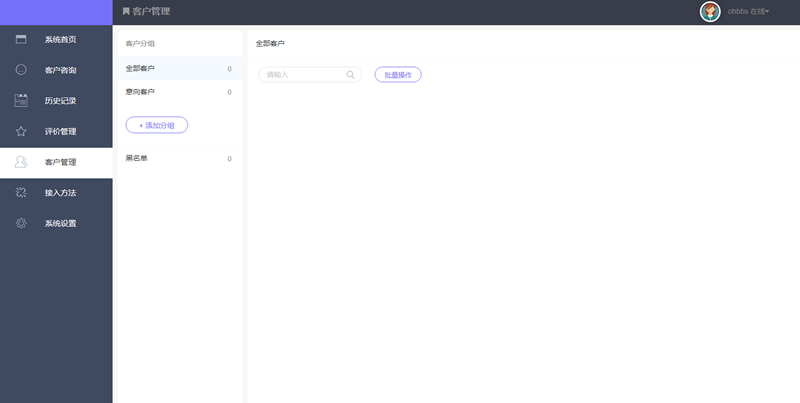 客户管理
ohbbs 在线
系统首页
客户咨询
历史记录
评价管理
客户管理
接入方法
系统设置
客户分组
全部客户 0
意向客户 0
+ 添加分组
黑名单 0
全部客户
请输入
批量操作